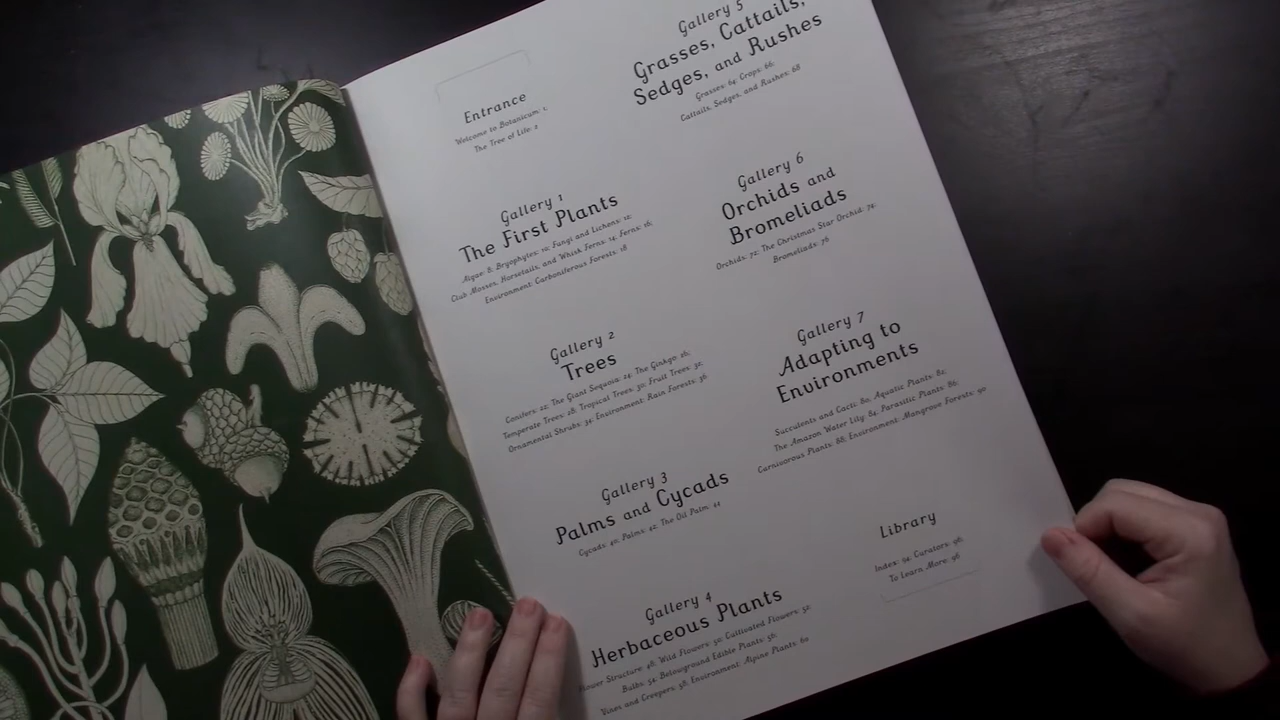 Entrance
Welcome to Botanicum: 1;
The Tree of Life: 2
Gallery 1
The First Plants
Algae: 8; Bryophytes: 10; Fungi and Lichens: 12;
Club Mosses, Horsetails, and Whisk Ferns: 14; Ferns: 16;
Environment: Carboniferous Forests: 18
Gallery 2
Trees
Conifers: 22; The Giant Sequoia: 24; The Ginkgo: 26;
Temperate Trees: 28; Tropical Trees: 30; Fruit Trees: 32;
Ornamental Shrubs: 34; Environment: Rain Forests: 36
Gallery 3
Palms and Cycads
Cycads: 40; Palms: 42; The Oil Palm: 44
Gallery 4
Herbaceous Plants
Flower Structure: 48; Wild Flowers: 50; Cultivated Flowers: 52;
Bulbs: 54; Belowground Edible Plants: 56;
Vines and Creepers: 58; Environment: Alpine Plants: 60
Gallery 5
Grasses, Cattails,
Sedges, and Rushes
Grasses: 64; Crops: 66;
Cattails, Sedges, and Rushes: 68
Gallery 6
Orchids and
Bromeliads
Orchids: 72; The Christmas Star Orchid: 74;
Bromeliads: 76
Gallery 7
Adapting to
Environments
Succulents and Cacti: 80; Aquatic Plants: 82;
The Amazon Water Lily: 84; Parasitic Plants: 86;
Carnivorous Plants: 88; Environment: Mangrove Forests: 90
Library
Index: 94; Curators: 96;
To Learn More: 96